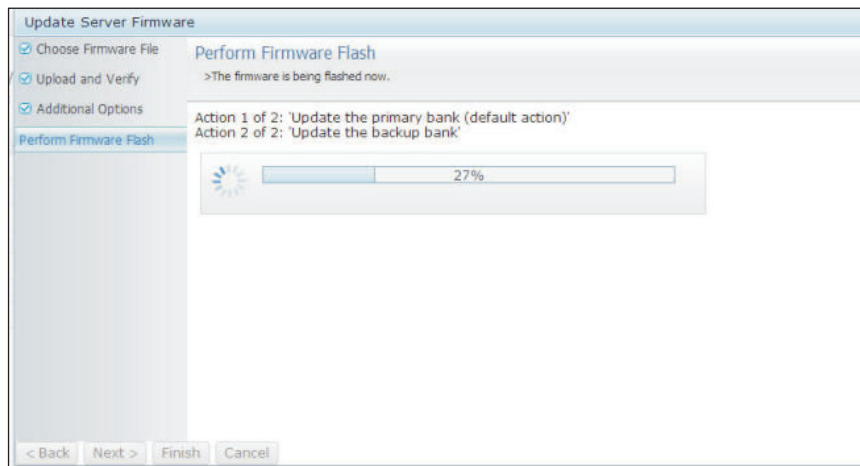 Update Server Firmware
Choose Firmware File
Upload and Verify
Additional Options
Perform Firmware Flash
Perform Firmware Flash
>The firmware is being flashed now.
Action 1 of 2: 'Update the primary bank (default action)'
Action 2 of 2: 'Update the backup bank'
27%
< Back
Next >
Finish
Cancel